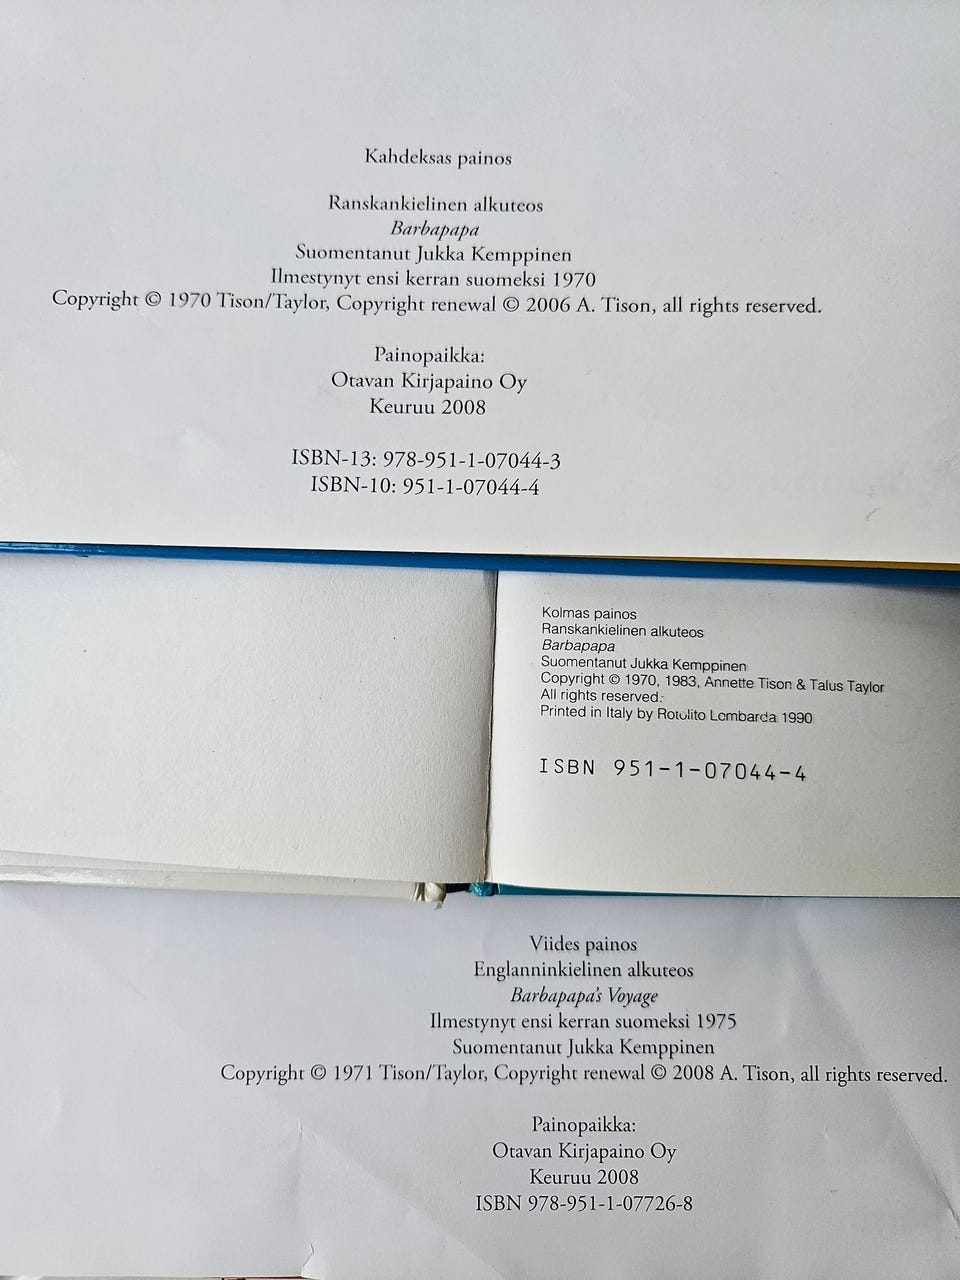 Kahdeksas painos
Ranskankielinen alkuteos
Barbapapa
Suomentanut Jukka Kemppinen
Ilmestynyt ensi kerran suomeksi 1970
Copyright © 1970 Tison/Taylor, Copyright renewal © 2006 A. Tison, all rights reserved.
Painopaikka:
Otavan Kirjapaino Oy
Keuruu 2008
ISBN-13: 978-951-1-07044-3
ISBN-10: 951-1-07044-4
Kolmas painos
Ranskankielinen alkuteos
Barbapapa
Suomentanut Jukka Kemppinen
Copyright © 1970, 1983, Annette Tison & Talus Taylor
All rights reserved.
Printed in Italy by Rotolito Lombarda 1990
ISBN 951-1-07044-4
Viides painos
Englanninkielinen alkuteos
Barbapapa's Voyage
Ilmestynyt ensi kerran suomeksi 1975
Suomentanut Jukka Kemppinen
Copyright © 1971 Tison/Taylor, Copyright renewal © 2008 A. Tison, all rights reserved.
Painopaikka:
Otavan Kirjapaino Oy
Keuruu 2008
ISBN 978-951-1-07726-8